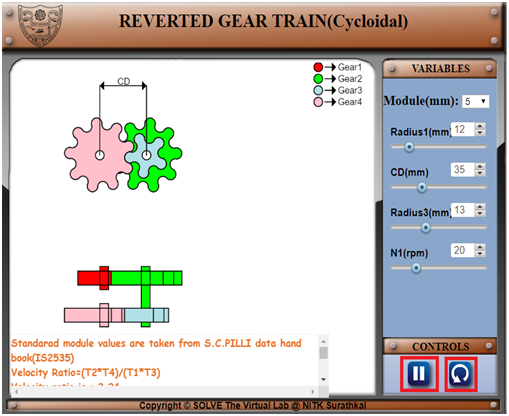 REVERTED GEAR TRAIN(Cycloidal)
CD
Gear1
Gear2
Gear3
Gear4
VARIABLES
Module(mm): 5
Radius1(mm) 12
CD(mm) 35
Radius3(mm) 13
N1(rpm) 20
Standarad module values are taken from S.C.PILLI data hand
book(IS2535)
Velocity Ratio=(T2*T4)/(T1*T3)
CONTROLS
Copyright © SOLVE The Virtual Lab @ NITK Surathkal